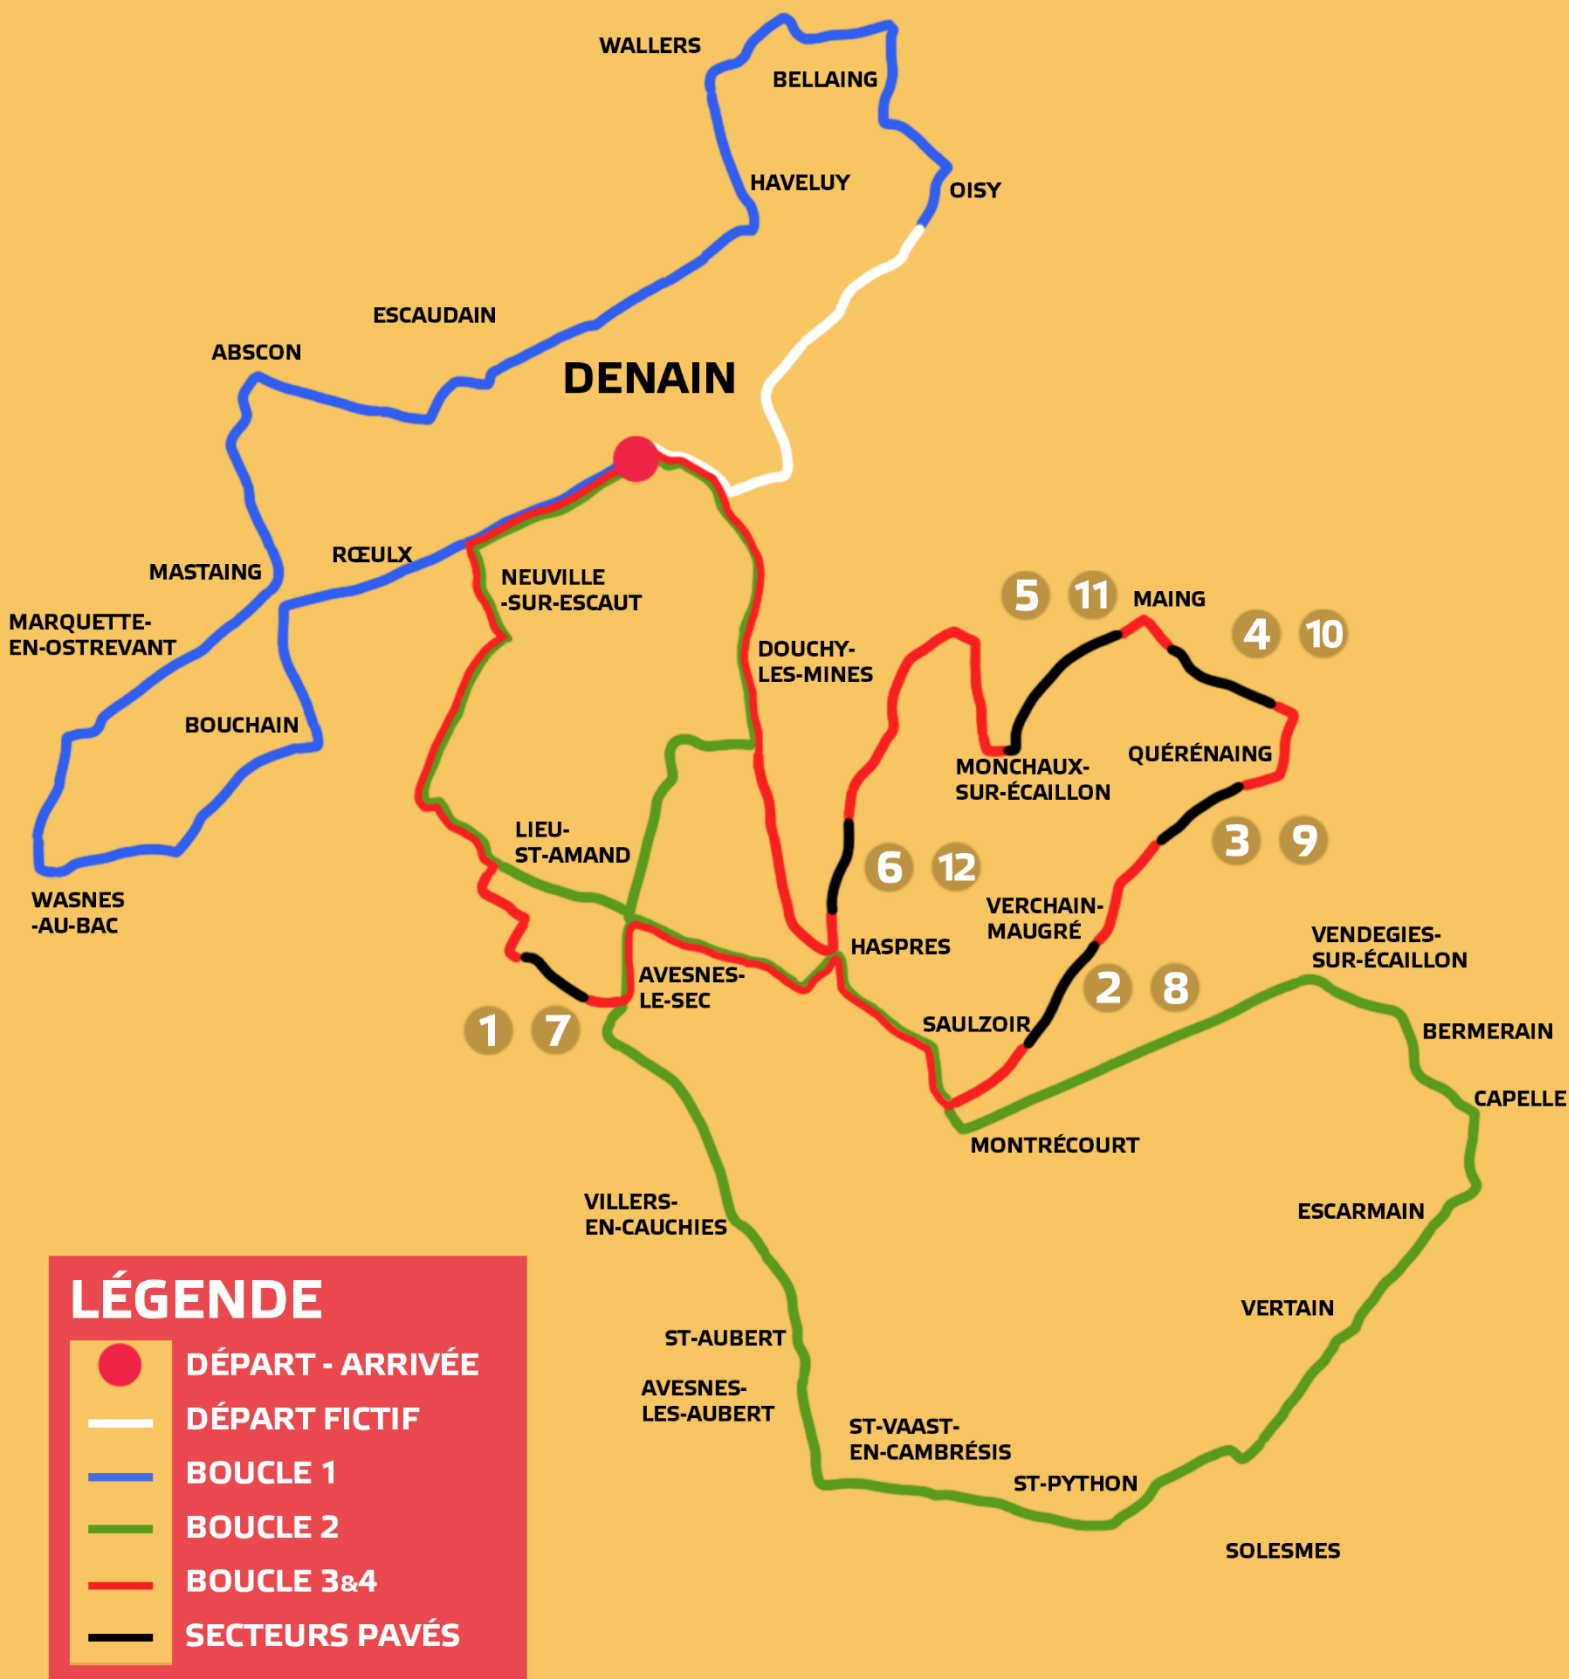 WALLERS
BELLAING
HAVELUY
OISY
ESCAUDAIN
ABSCON
DENAIN
RŒULX
MASTAING
NEUVILLE
-SUR-ESCAUT
5 11
MAING
4 10
MARQUETTE-
EN-OSTREVANT
DOUCHY-
LES-MINES
BOUCHAIN
QUÉRÉNAING
MONCHAUX-
SUR-ÉCAILLON
LIEU-
ST-AMAND
3 9
6 12
WASNES
-AU-BAC
VERCHAIN-
MAUGRÉ
HASPRES
VENDEGIES-
SUR-ÉCAILLON
AVESNES-
LE-SEC
2 8
1 7
SAULZOIR
BERMERAIN
CAPELLE
MONTRÉCOURT
VILLERS-
EN-CAUCHIES
ESCARMAIN
VERTAIN
ST-AUBERT
AVESNES-
LES-AUBERT
ST-VAAST-
EN-CAMBRÉSIS
ST-PYTHON
SOLESMES
LÉGENDE
DÉPART - ARRIVÉE
DÉPART FICTIF
BOUCLE 1
BOUCLE 2
BOUCLE 3&4
SECTEURS PAVÉS